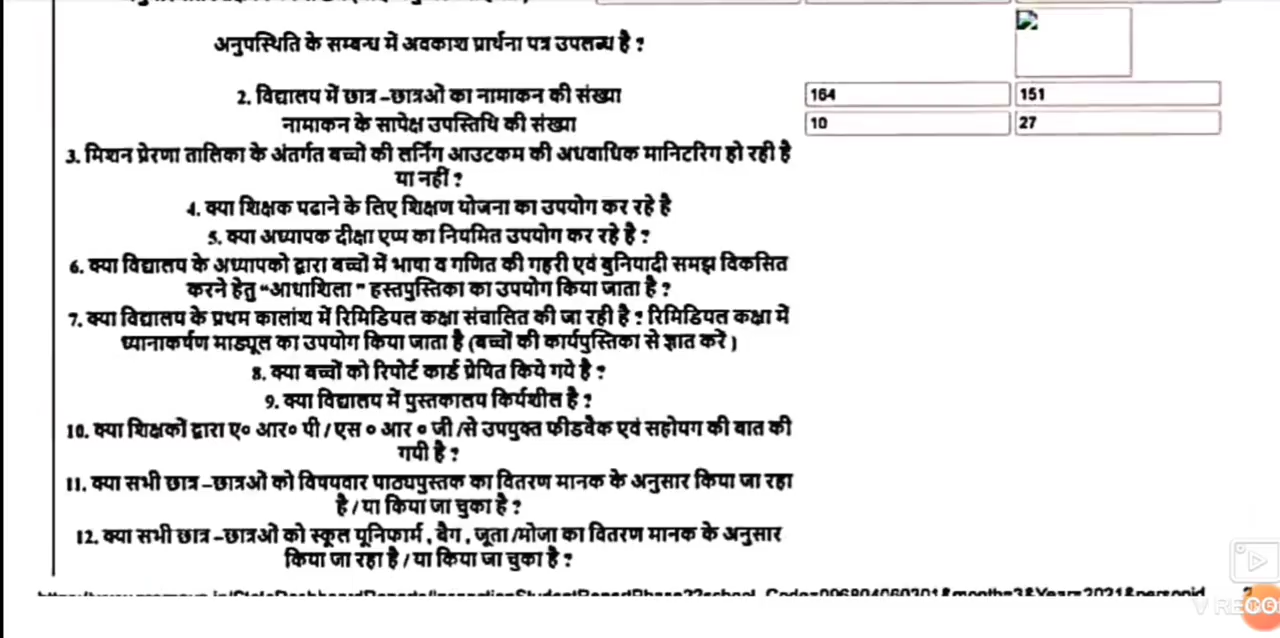 अनुपस्थिति के सम्बन्ध में अवकाश प्रार्थना पत्र उपलब्ध है ?
2. विद्यालय में छात्र -छात्रओं का नामाकन की संख्या 164 151
नामाकन के सापेक्ष उपस्तिथि की संख्या 10 27
3. मिशन प्रेरणा तालिका के अंतर्गत बच्चों की लर्निंग आउटकम की अधवाधिक मानिटरिंग हो रही है
या नहीं ?
4. क्या शिक्षक पढाने के लिए शिक्षण योजना का उपयोग कर रहे है
5. क्या अध्यापक दीक्षा एप्प का नियमित उपयोग कर रहे है ?
6. क्या विद्यालय के अध्यापको द्वारा बच्चों में भाषा व गणित की गहरी एवं बुनियादी समझ विकसित
करने हेतु "आधाशिला " हस्तपुस्तिका का उपयोग किया जाता है ?
7. क्या विद्यालय के प्रथम कालांश में रिमिडियल कक्षा संचालित की जा रही है ? रिमिडियल कक्षा में
ध्यानाकर्षण माड्यूल का उपयोग किया जाता है (बच्चों की कार्यपुस्तिका से ज्ञात करें )
8. क्या बच्चों को रिपोर्ट कार्ड प्रेषित किये गये है ?
9. क्या विद्यालय में पुस्तकालय किर्यशील है ?
10. क्या शिक्षकों द्वारा ए० आर० पी / एस ० आर ० जी /से उपयुक्त फीडबैक एवं सहोयग की बात की
गयी है ?
11. क्या सभी छात्र -छात्रओं को विषयवार पाठ्यपुस्तक का वितरण मानक के अनुसार किया जा रहा
है / या किया जा चुका है ?
12. क्या सभी छात्र -छात्रओं को स्कूल यूनिफार्म , बैग , जूता /मोजा का वितरण मानक के अनुसार
किया जा रहा है / या किया जा चुका है ?